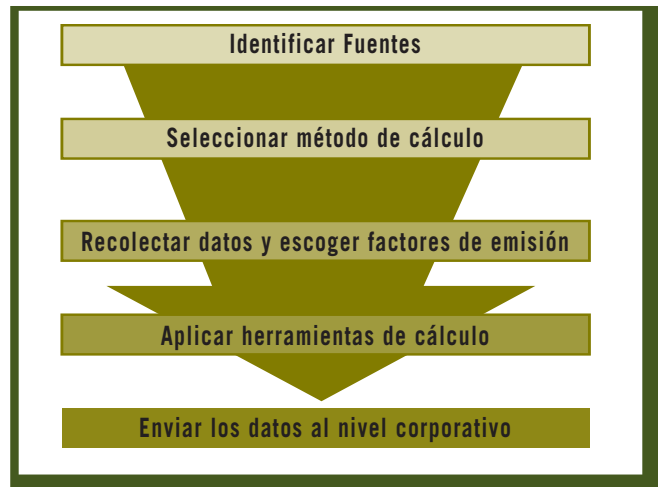 Identificar Fuentes
Seleccionar método de cálculo
Recolectar datos y escoger factores de emisión
Aplicar herramientas de cálculo
Enviar los datos al nivel corporativo